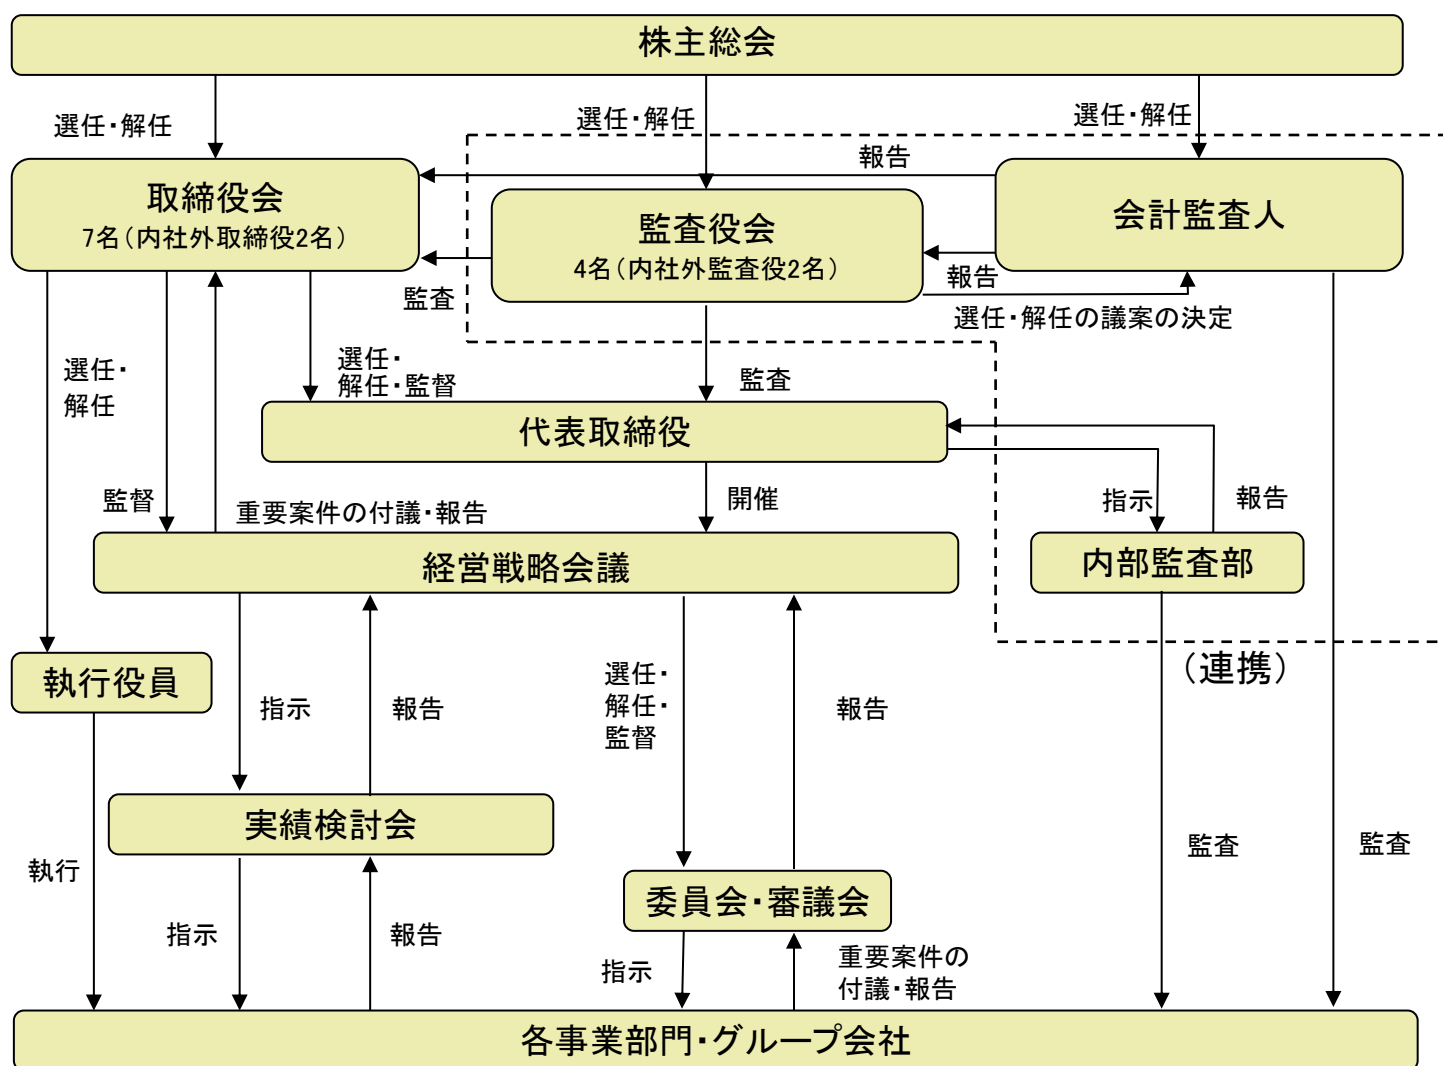 株主総会
選任・解任
選任・解任
選任・解任
報告
取締役会
7名（内社外取締役2名）
監査役会
4名（内社外監査役2名）
会計監査人
監査
報告
選任・解任の議案の決定
選任・
解任
選任・
解任・監督
監査
代表取締役
監督
重要案件の付議・報告
開催
指示
報告
経営戦略会議
内部監査部
（連携）
執行役員
指示
報告
選任・
解任・
監督
報告
実績検討会
執行
監査
監査
委員会・審議会
指示
報告
指示
重要案件の
付議・報告
各事業部門・グループ会社